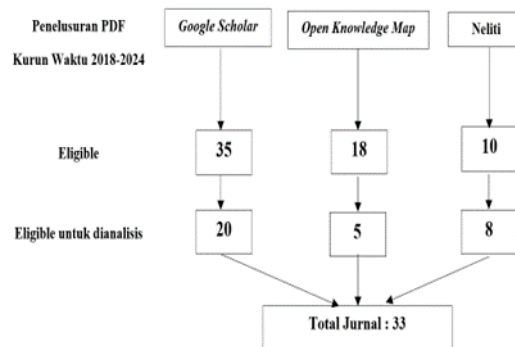 Penelusuran PDF
Kurun Waktu 2018-2024
Google Scholar
Open Knowledge Map
Neliti
Eligible
35
18
10
Eligible untuk dianalisis
20
5
8
Total Jurnal : 33